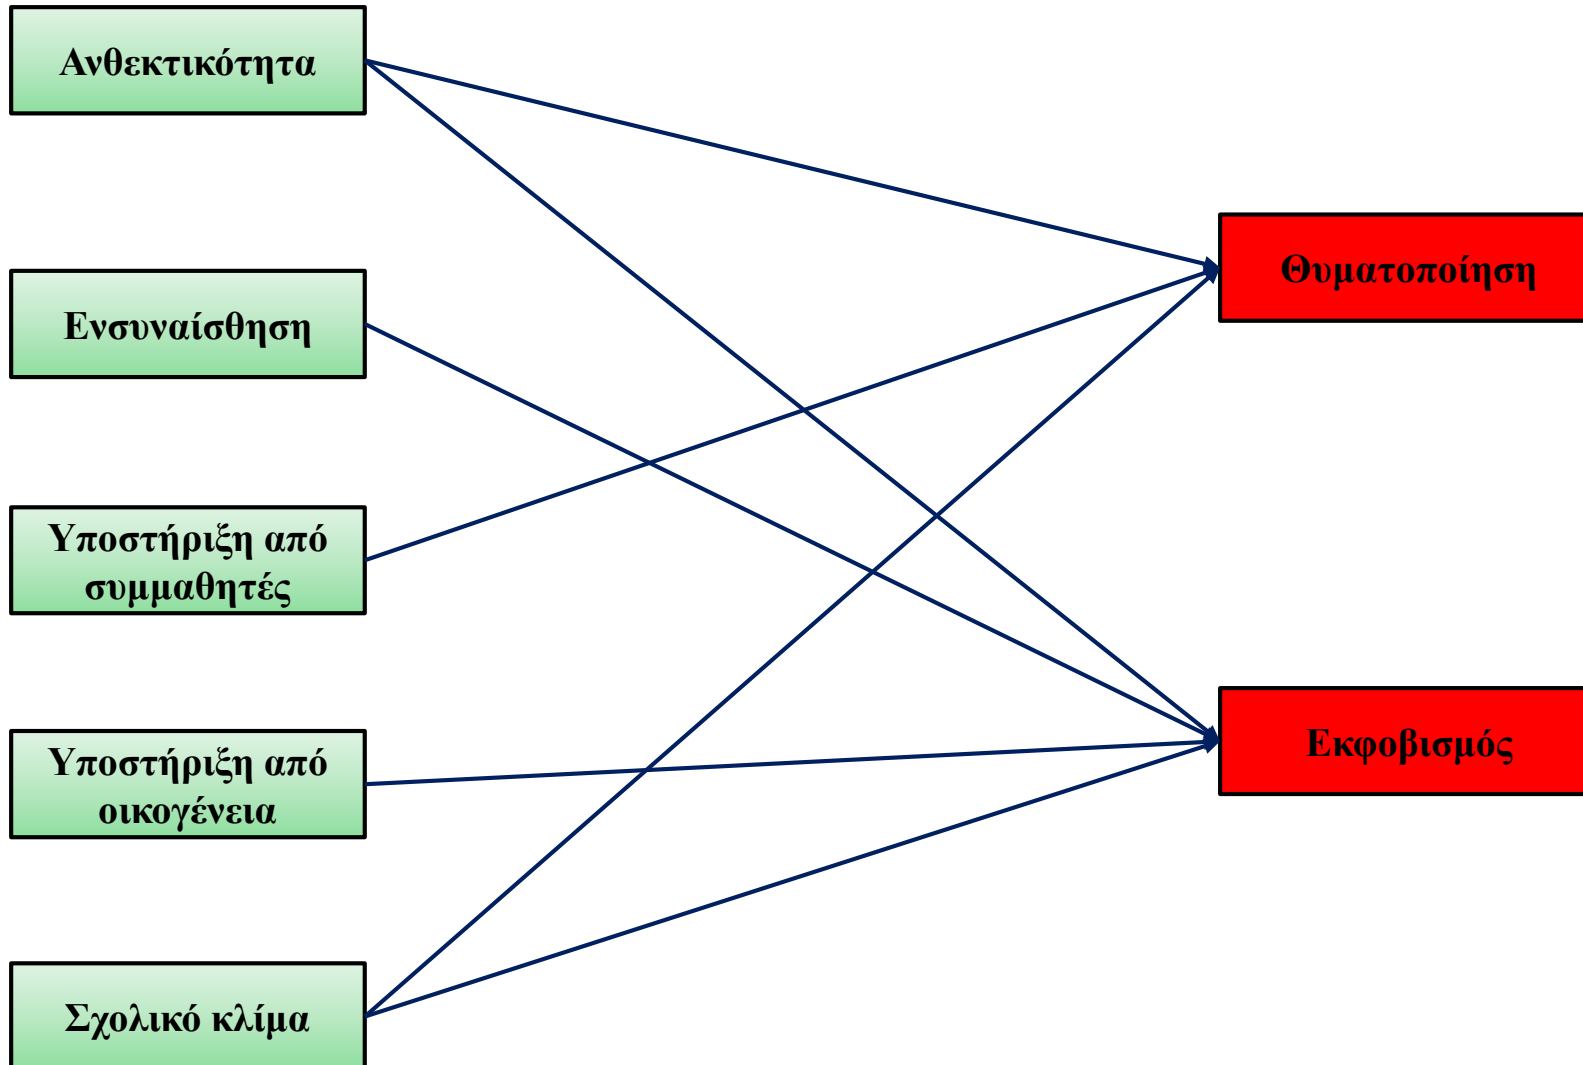 Ανθεκτικότητα
Θυματοποίηση
Ενσυναίσθηση
Υποστήριξη από
συμμαθητές
Υποστήριξη από
οικογένεια
Εκφοβισμός
Σχολικό κλίμα